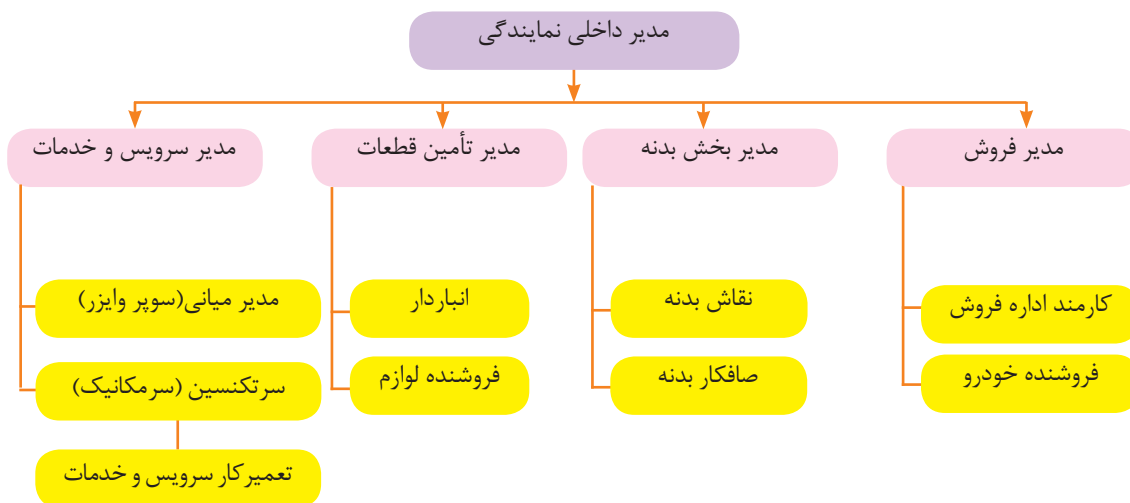 مدیر داخلی نمایندگی
مدیر فروش
مدیر بخش بدنه
مدیر تأمین قطعات
مدیر سرویس و خدمات
کارمند اداره فروش
فروشنده خودرو
نقاش بدنه
صافکار بدنه
انباردار
فروشنده لوازم
مدیر میانی(سوپر وایزر)
سرتکنسین (سرمکانیک)
تعمیرکار سرویس و خدمات